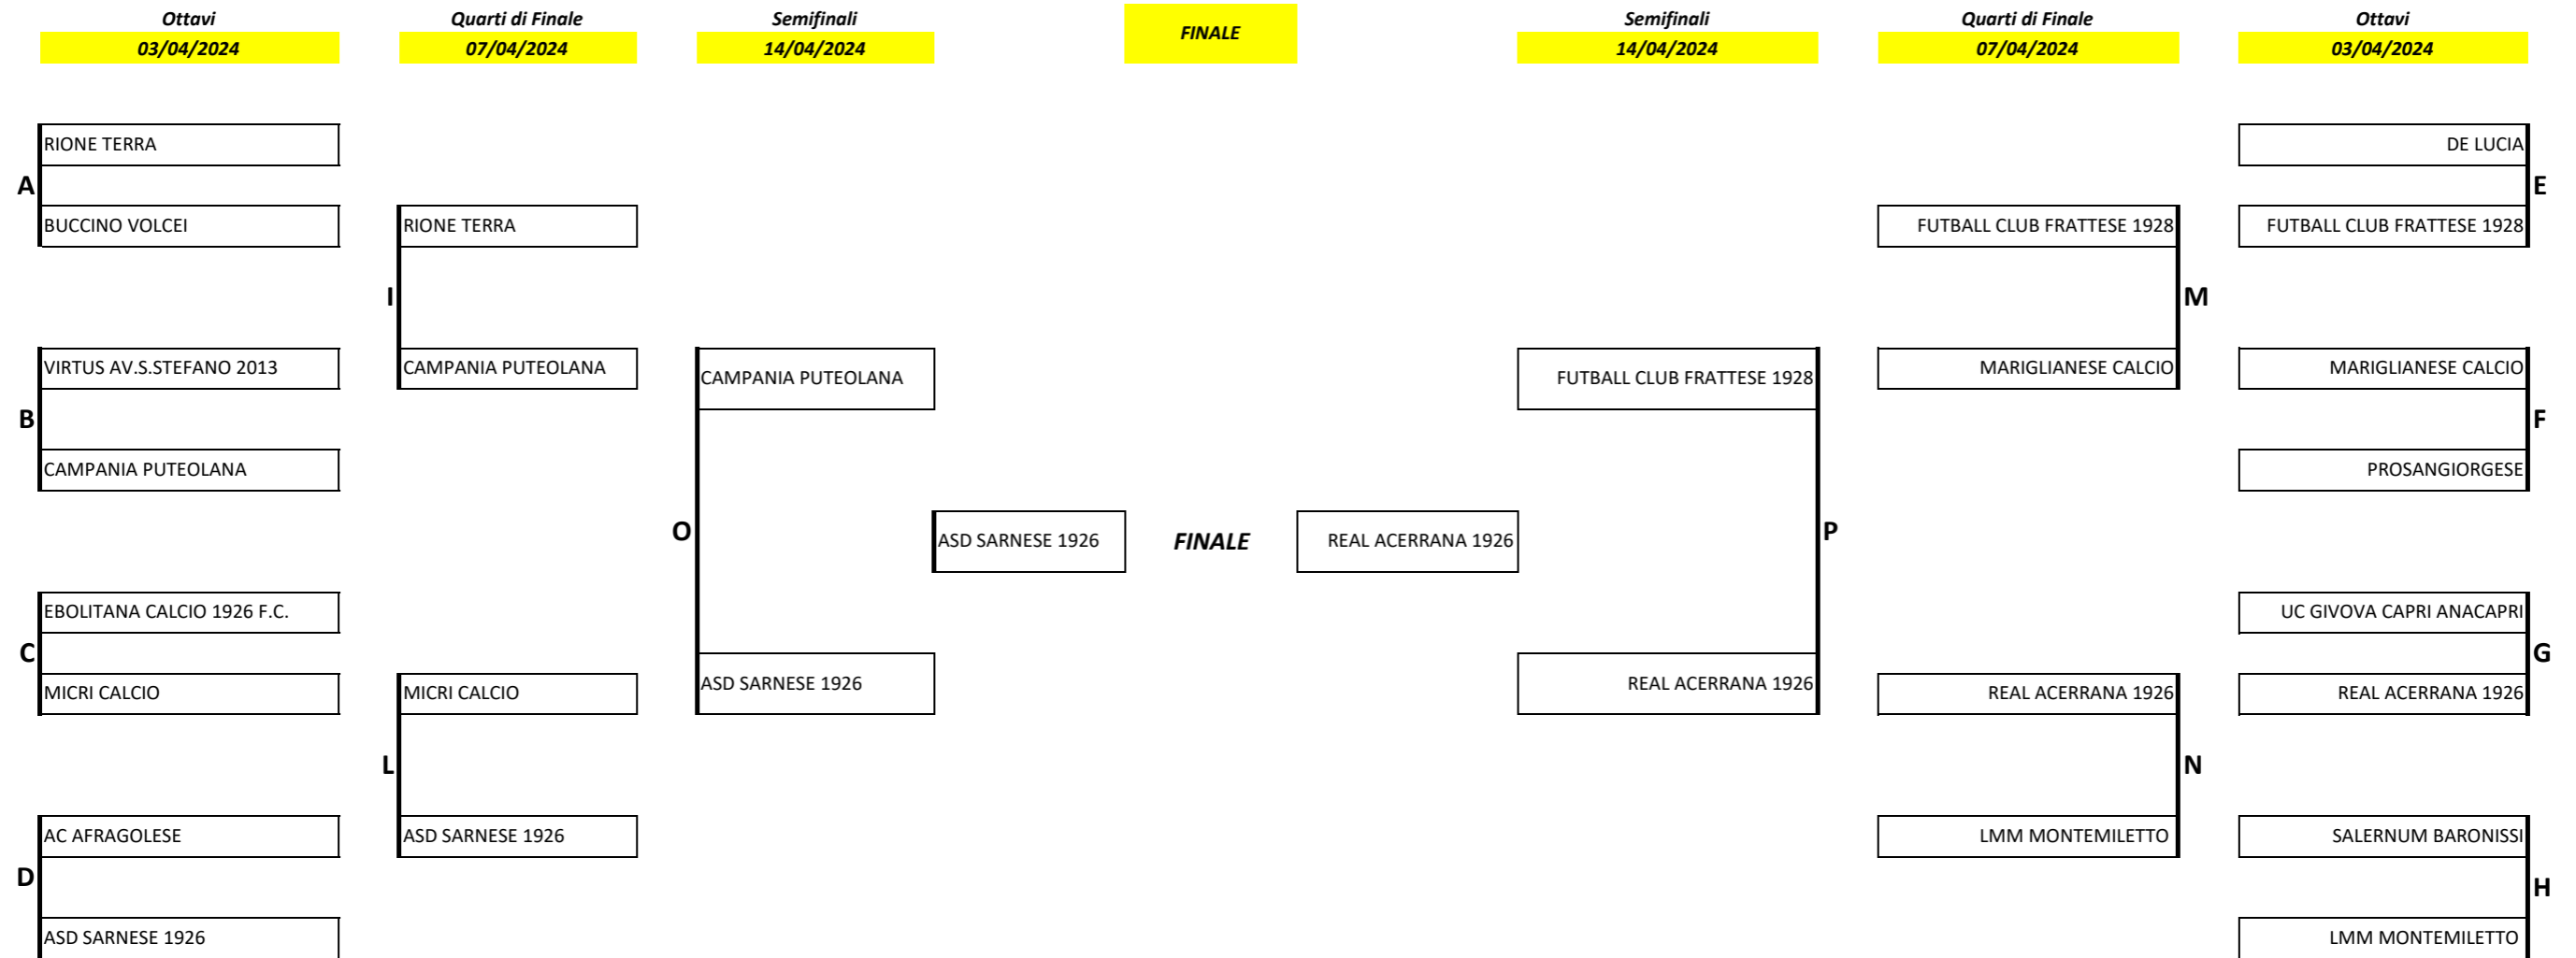 Ottavi Quarti di Finale Semifinali FINALE Semifinali Quarti di Finale Ottavi
03/04/2024 07/04/2024 14/04/2024 14/04/2024 07/04/2024 03/04/2024
RIONE TERRA DE LUCIA
A E
BUCCINO VOLCEI RIONE TERRA FUTBALL CLUB FRATTESE 1928 FUTBALL CLUB FRATTESE 1928
I M
VIRTUS AV.S.STEFANO 2013 CAMPANIA PUTEOLANA CAMPANIA PUTEOLANA FUTBALL CLUB FRATTESE 1928 MARIGLIANESE CALCIO MARIGLIANESE CALCIO
B F
CAMPANIA PUTEOLANA PROSANGIORGESE
O ASD SARNESE 1926 FINALE REAL ACERRANA 1926 P
EBOLITANA CALCIO 1926 F.C. UC GIVOVA CAPRI ANACAPRI
C G
MICRI CALCIO MICRI CALCIO ASD SARNESE 1926 REAL ACERRANA 1926 REAL ACERRANA 1926 REAL ACERRANA 1926
L N
AC AFRAGOLESE ASD SARNESE 1926 LMM MONTEMILETTO SALERNUM BARONISSI
D H
ASD SARNESE 1926 LMM MONTEMILETTO